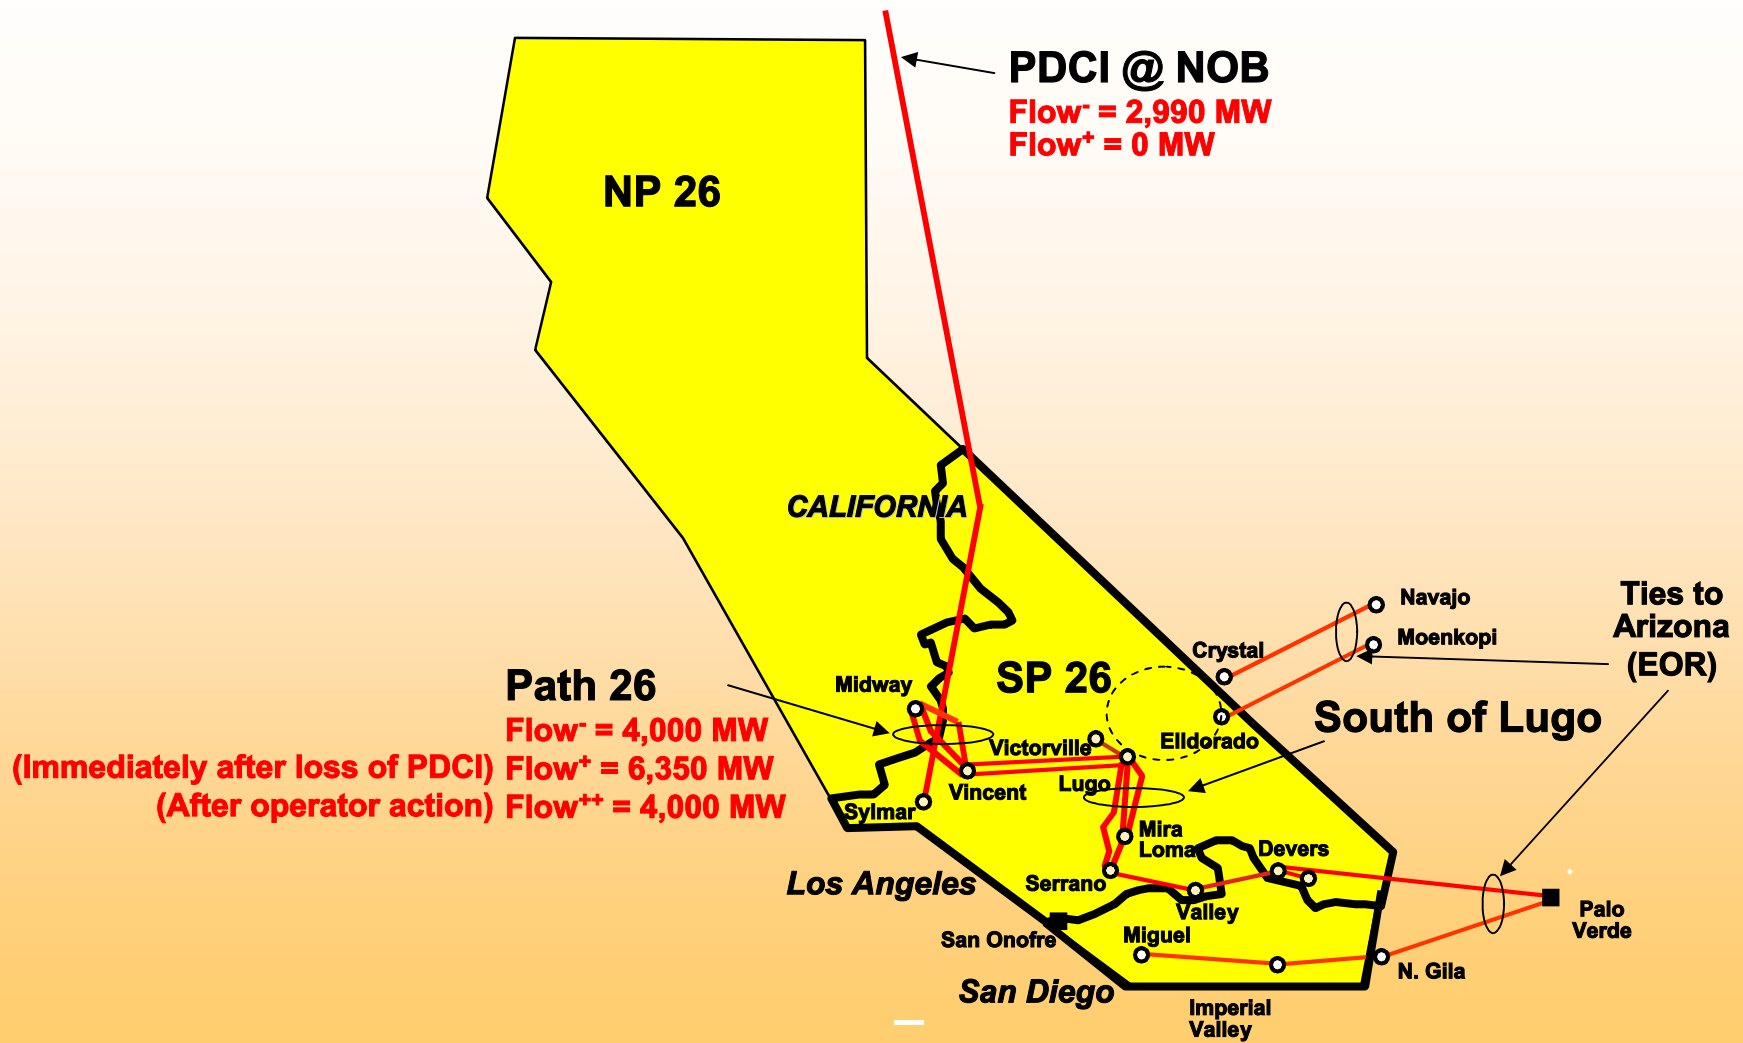 PDCI @ NOB
Flow⁻ = 2,990 MW
Flow⁺ = 0 MW
NP 26
CALIFORNIA
Navajo
Moenkopi
Ties to
Arizona
(EOR)
Crystal
SP 26
Midway
Path 26
Flow⁻ = 4,000 MW
(Immediately after loss of PDCI) Flow⁺ = 6,350 MW
(After operator action) Flow⁺⁺ = 4,000 MW
South of Lugo
Elldorado
Victorville
Lugo
Vincent
Sylmar
Mira
Loma
Devers
Serrano
Los Angeles
Valley
Palo
Verde
San Onofre
Miguel
N. Gila
San Diego
Imperial
Valley